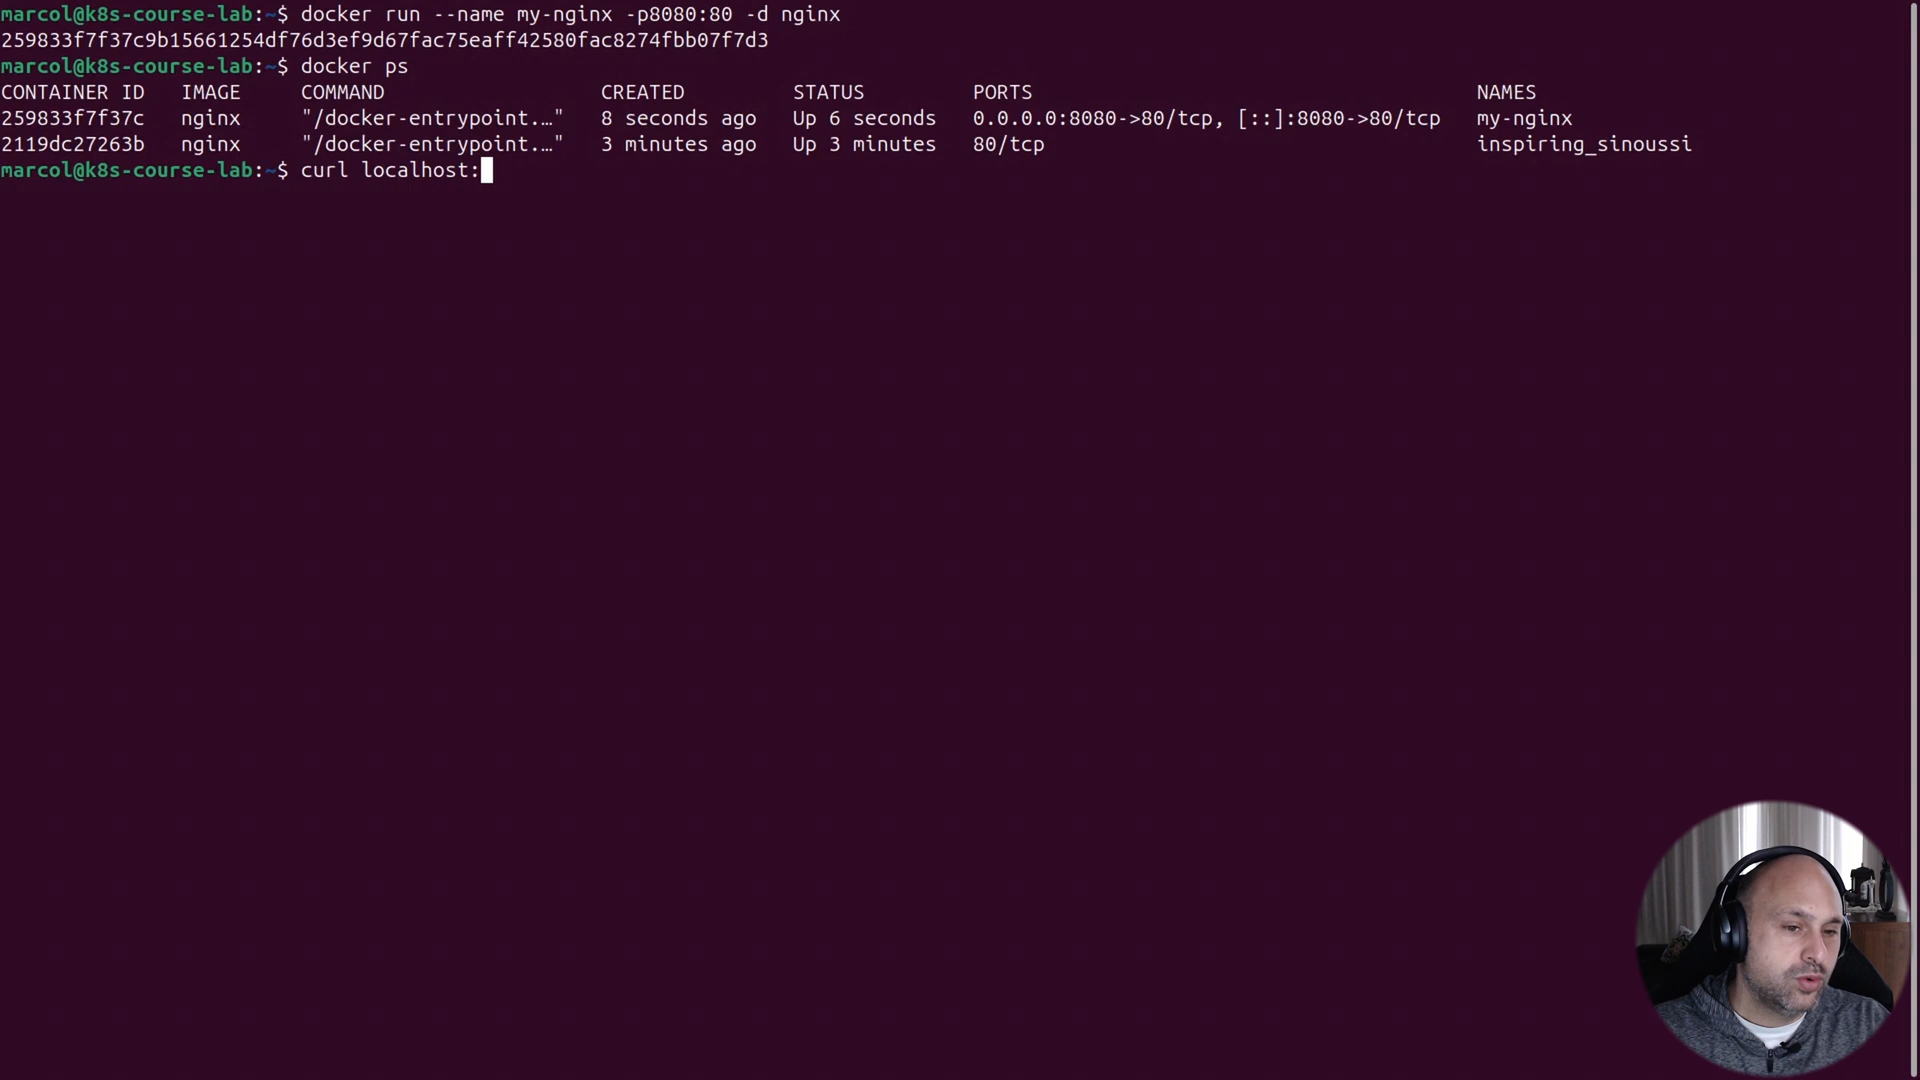 marcol@k8s-course-lab:~$ docker run --name my-nginx -p8080:80 -d nginx
259833f7f37c9b15661254df76d3ef9d67fac75eaff42580fac8274fbb07f7d3
marcol@k8s-course-lab:~$ docker ps
CONTAINER ID   IMAGE     COMMAND                  CREATED         STATUS         PORTS                                     NAMES
259833f7f37c   nginx     "/docker-entrypoint.…"   8 seconds ago   Up 6 seconds   0.0.0.0:8080->80/tcp, [::]:8080->80/tcp   my-nginx
2119dc27263b   nginx     "/docker-entrypoint.…"   3 minutes ago   Up 3 minutes   80/tcp                                    inspiring_sinoussi
marcol@k8s-course-lab:~$ curl localhost: